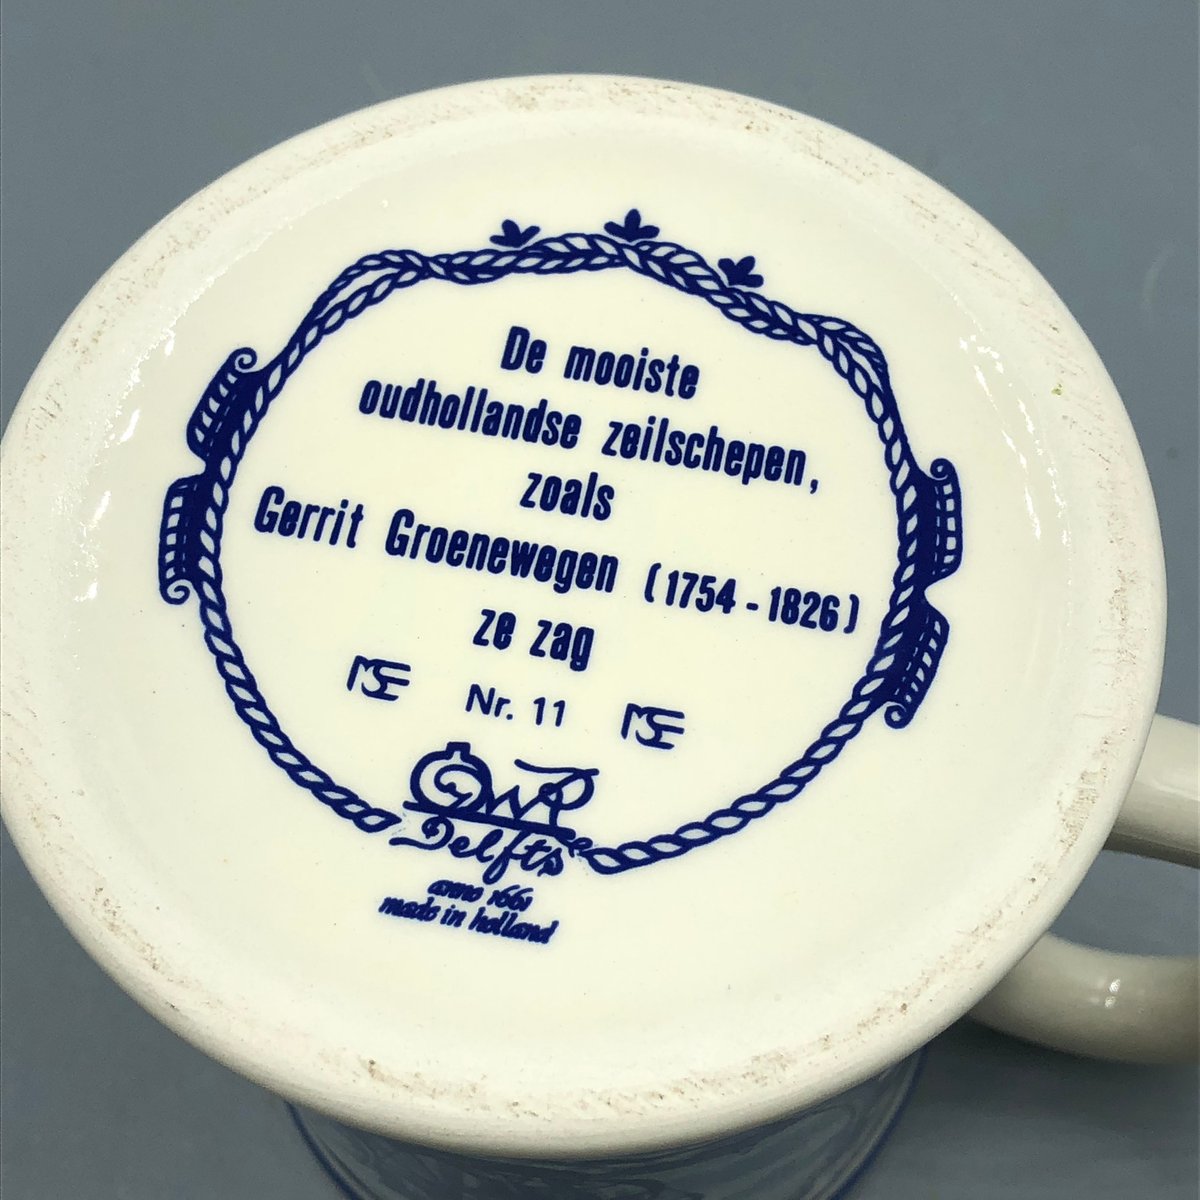 De mooiste
oudhollandse zeilschepen,
zoals
Gerrit Groenewegen (1754 - 1826)
ze zag
Nr. 11
Delfts
anno 1661
made in holland